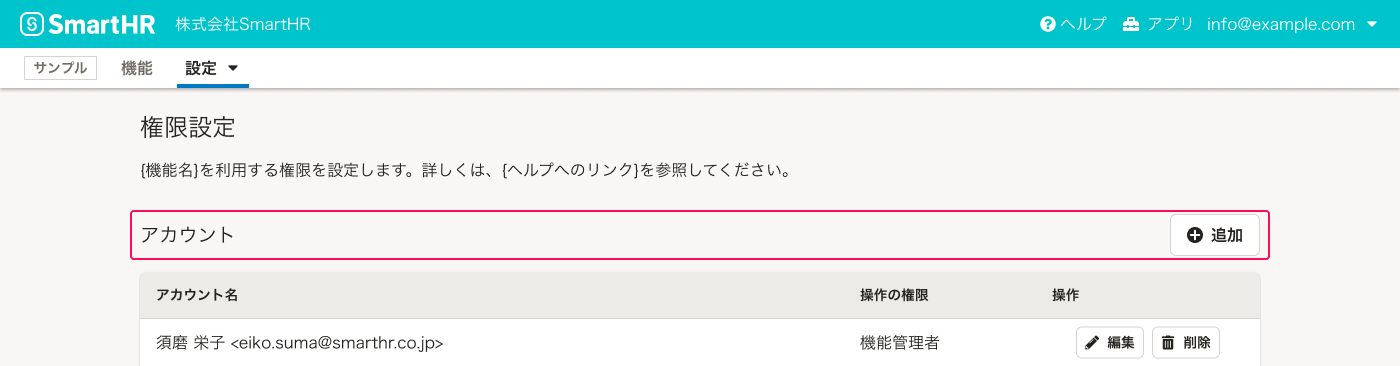 SmartHR 株式会社SmartHR ヘルプ アプリ info@example.com
サンプル 機能 設定
権限設定
{機能名}を利用する権限を設定します。詳しくは、{ヘルプへのリンク}を参照してください。
アカウント 追加
アカウント名 操作の権限 操作
須磨 栄子 <eiko.suma@smarthr.co.jp> 機能管理者 編集 削除